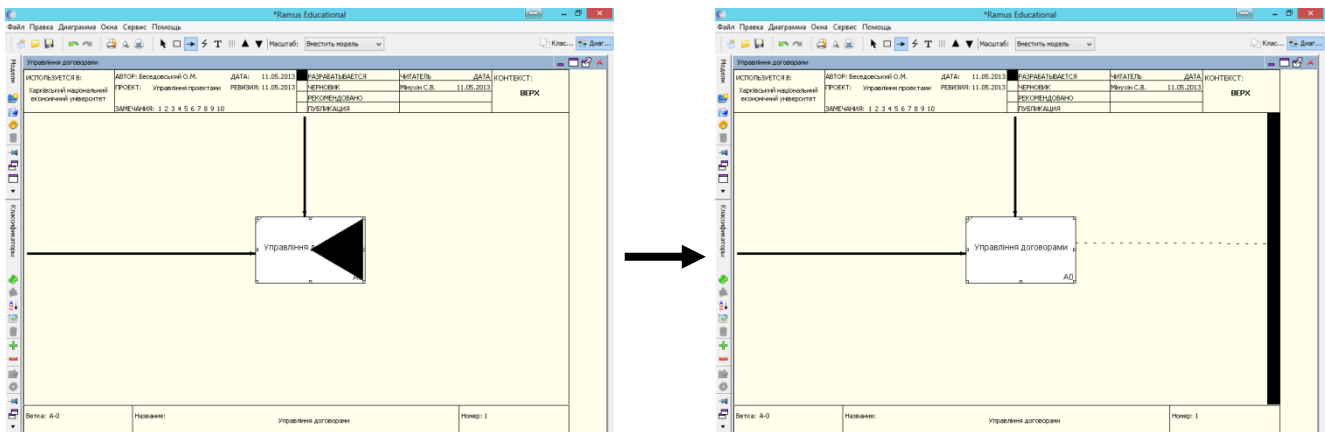 *Ramus Educational
Файл Правка Диаграмма Окна Сервис Помощь
Масштаб: Вместить модель
Клас... Диаг...
Модели
Управління договорами
ИСПОЛЬЗУЕТСЯ В:
Харківський національний
економічний університет
АВТОР: Беседовський О.М. ДАТА: 11.05.2013
ПРОЕКТ: Управління проектами РЕВИЗИЯ: 11.05.2013
ЗАМЕЧАНИЯ: 1 2 3 4 5 6 7 8 9 10
РАЗРАБАТЫВАЕТСЯ
ЧЕРНОВИК
РЕКОМЕНДОВАНО
ПУБЛИКАЦИЯ
ЧИТАТЕЛЬ ДАТА
Мінухін С.В. 11.05.2013
КОНТЕКСТ:
ВЕРХ
Классификаторы
Управління д
A0
Ветка: A-0
Название:
Управління договорами
Номер: 1
*Ramus Educational
Файл Правка Диаграмма Окна Сервис Помощь
Масштаб: Вместить модель
Клас... Диаг...
Модели
Управління договорами
ИСПОЛЬЗУЕТСЯ В:
Харківський національний
економічний університет
АВТОР: Беседовський О.М. ДАТА: 11.05.2013
ПРОЕКТ: Управління проектами РЕВИЗИЯ: 11.05.2013
ЗАМЕЧАНИЯ: 1 2 3 4 5 6 7 8 9 10
РАЗРАБАТЫВАЕТСЯ
ЧЕРНОВИК
РЕКОМЕНДОВАНО
ПУБЛИКАЦИЯ
ЧИТАТЕЛЬ ДАТА
Мінухін С.В. 11.05.2013
КОНТЕКСТ:
ВЕРХ
Классификаторы
Управління договорами
A0
Ветка: A-0
Название:
Управління договорами
Номер: 1